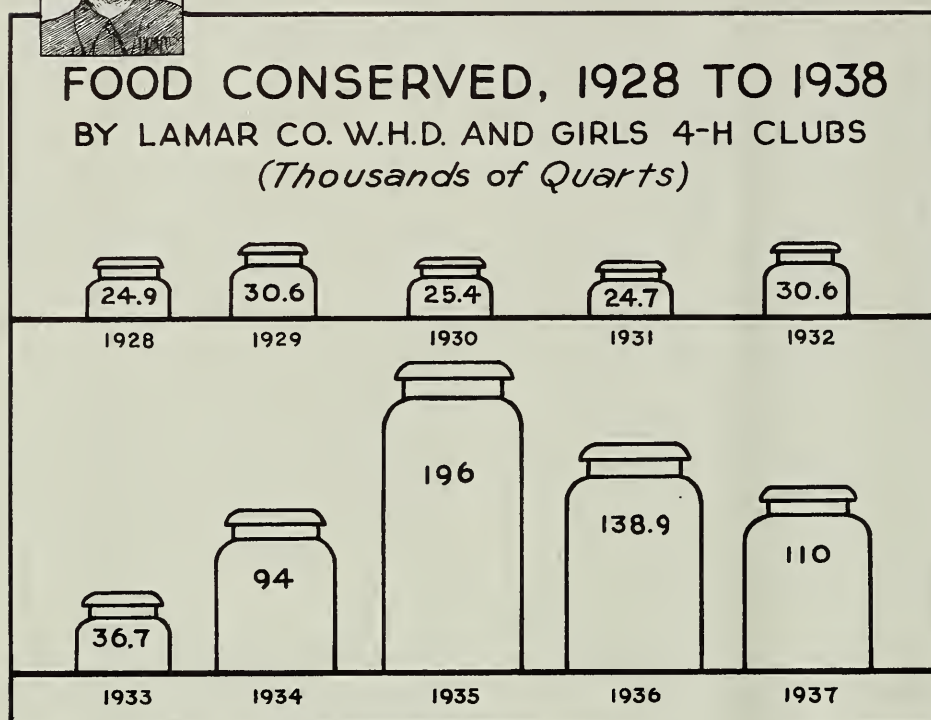 FOOD CONSERVED, 1928 TO 1938
BY LAMAR CO. W.H.D. AND GIRLS 4-H CLUBS
(Thousands of Quarts)
24.9 30.6 25.4 24.7 30.6
1928 1929 1930 1931 1932
196
138.9
110
94
36.7
1933 1934 1935 1936 1937